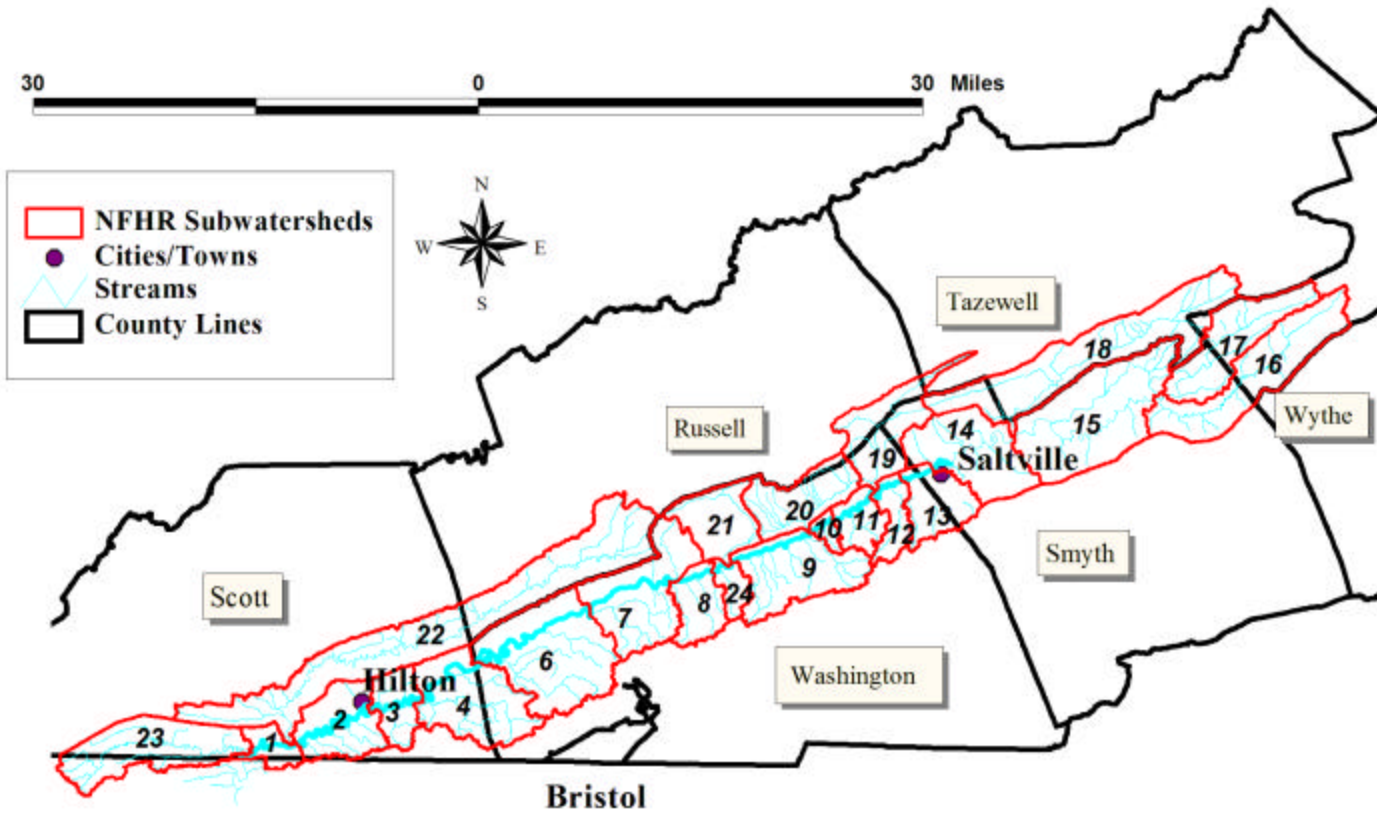 30 0 30 Miles
NFHR Subwatersheds
Cities/Towns
Streams
County Lines
N
W E
S
Tazewell
18
17
16
Wythe
Russell
14
15
19
Saltville
20
21
10
11
12
13
Smyth
9
Scott
24
8
7
22
6
Washington
Hilton
2
3
4
23
1
Bristol